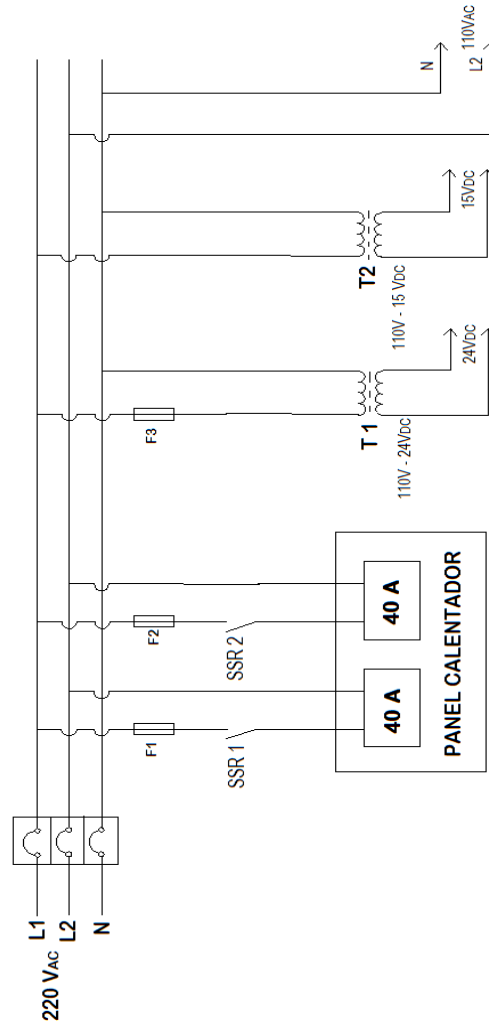 220 VAC
L1
L2
N
F1
SSR 1
F2
SSR 2
40 A
40 A
PANEL CALENTADOR
F3
T 1
110V - 24VDC
24VDC
T2
110V - 15 VDC
15VDC
N
110VAC
L2